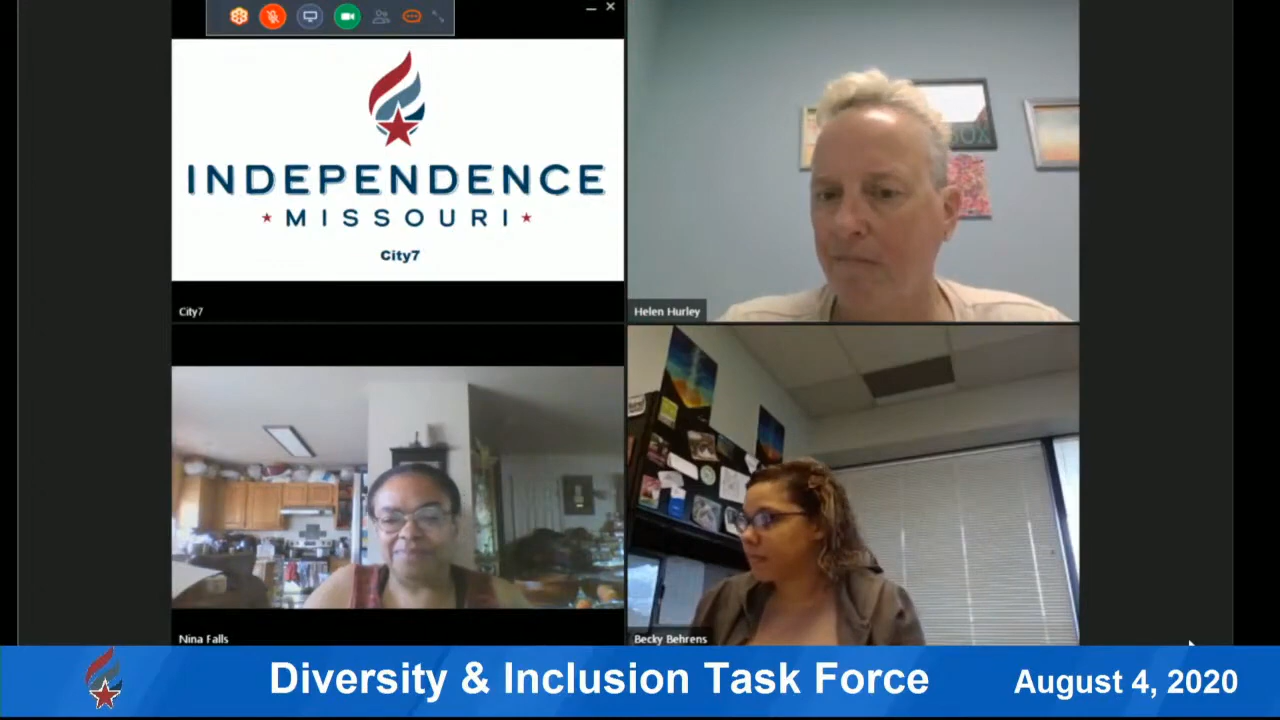 INDEPENDENCE
MISSOURI
City7
City7
Helen Hurley
Nina Falls
Becky Behrens
Diversity & Inclusion Task Force
August 4, 2020